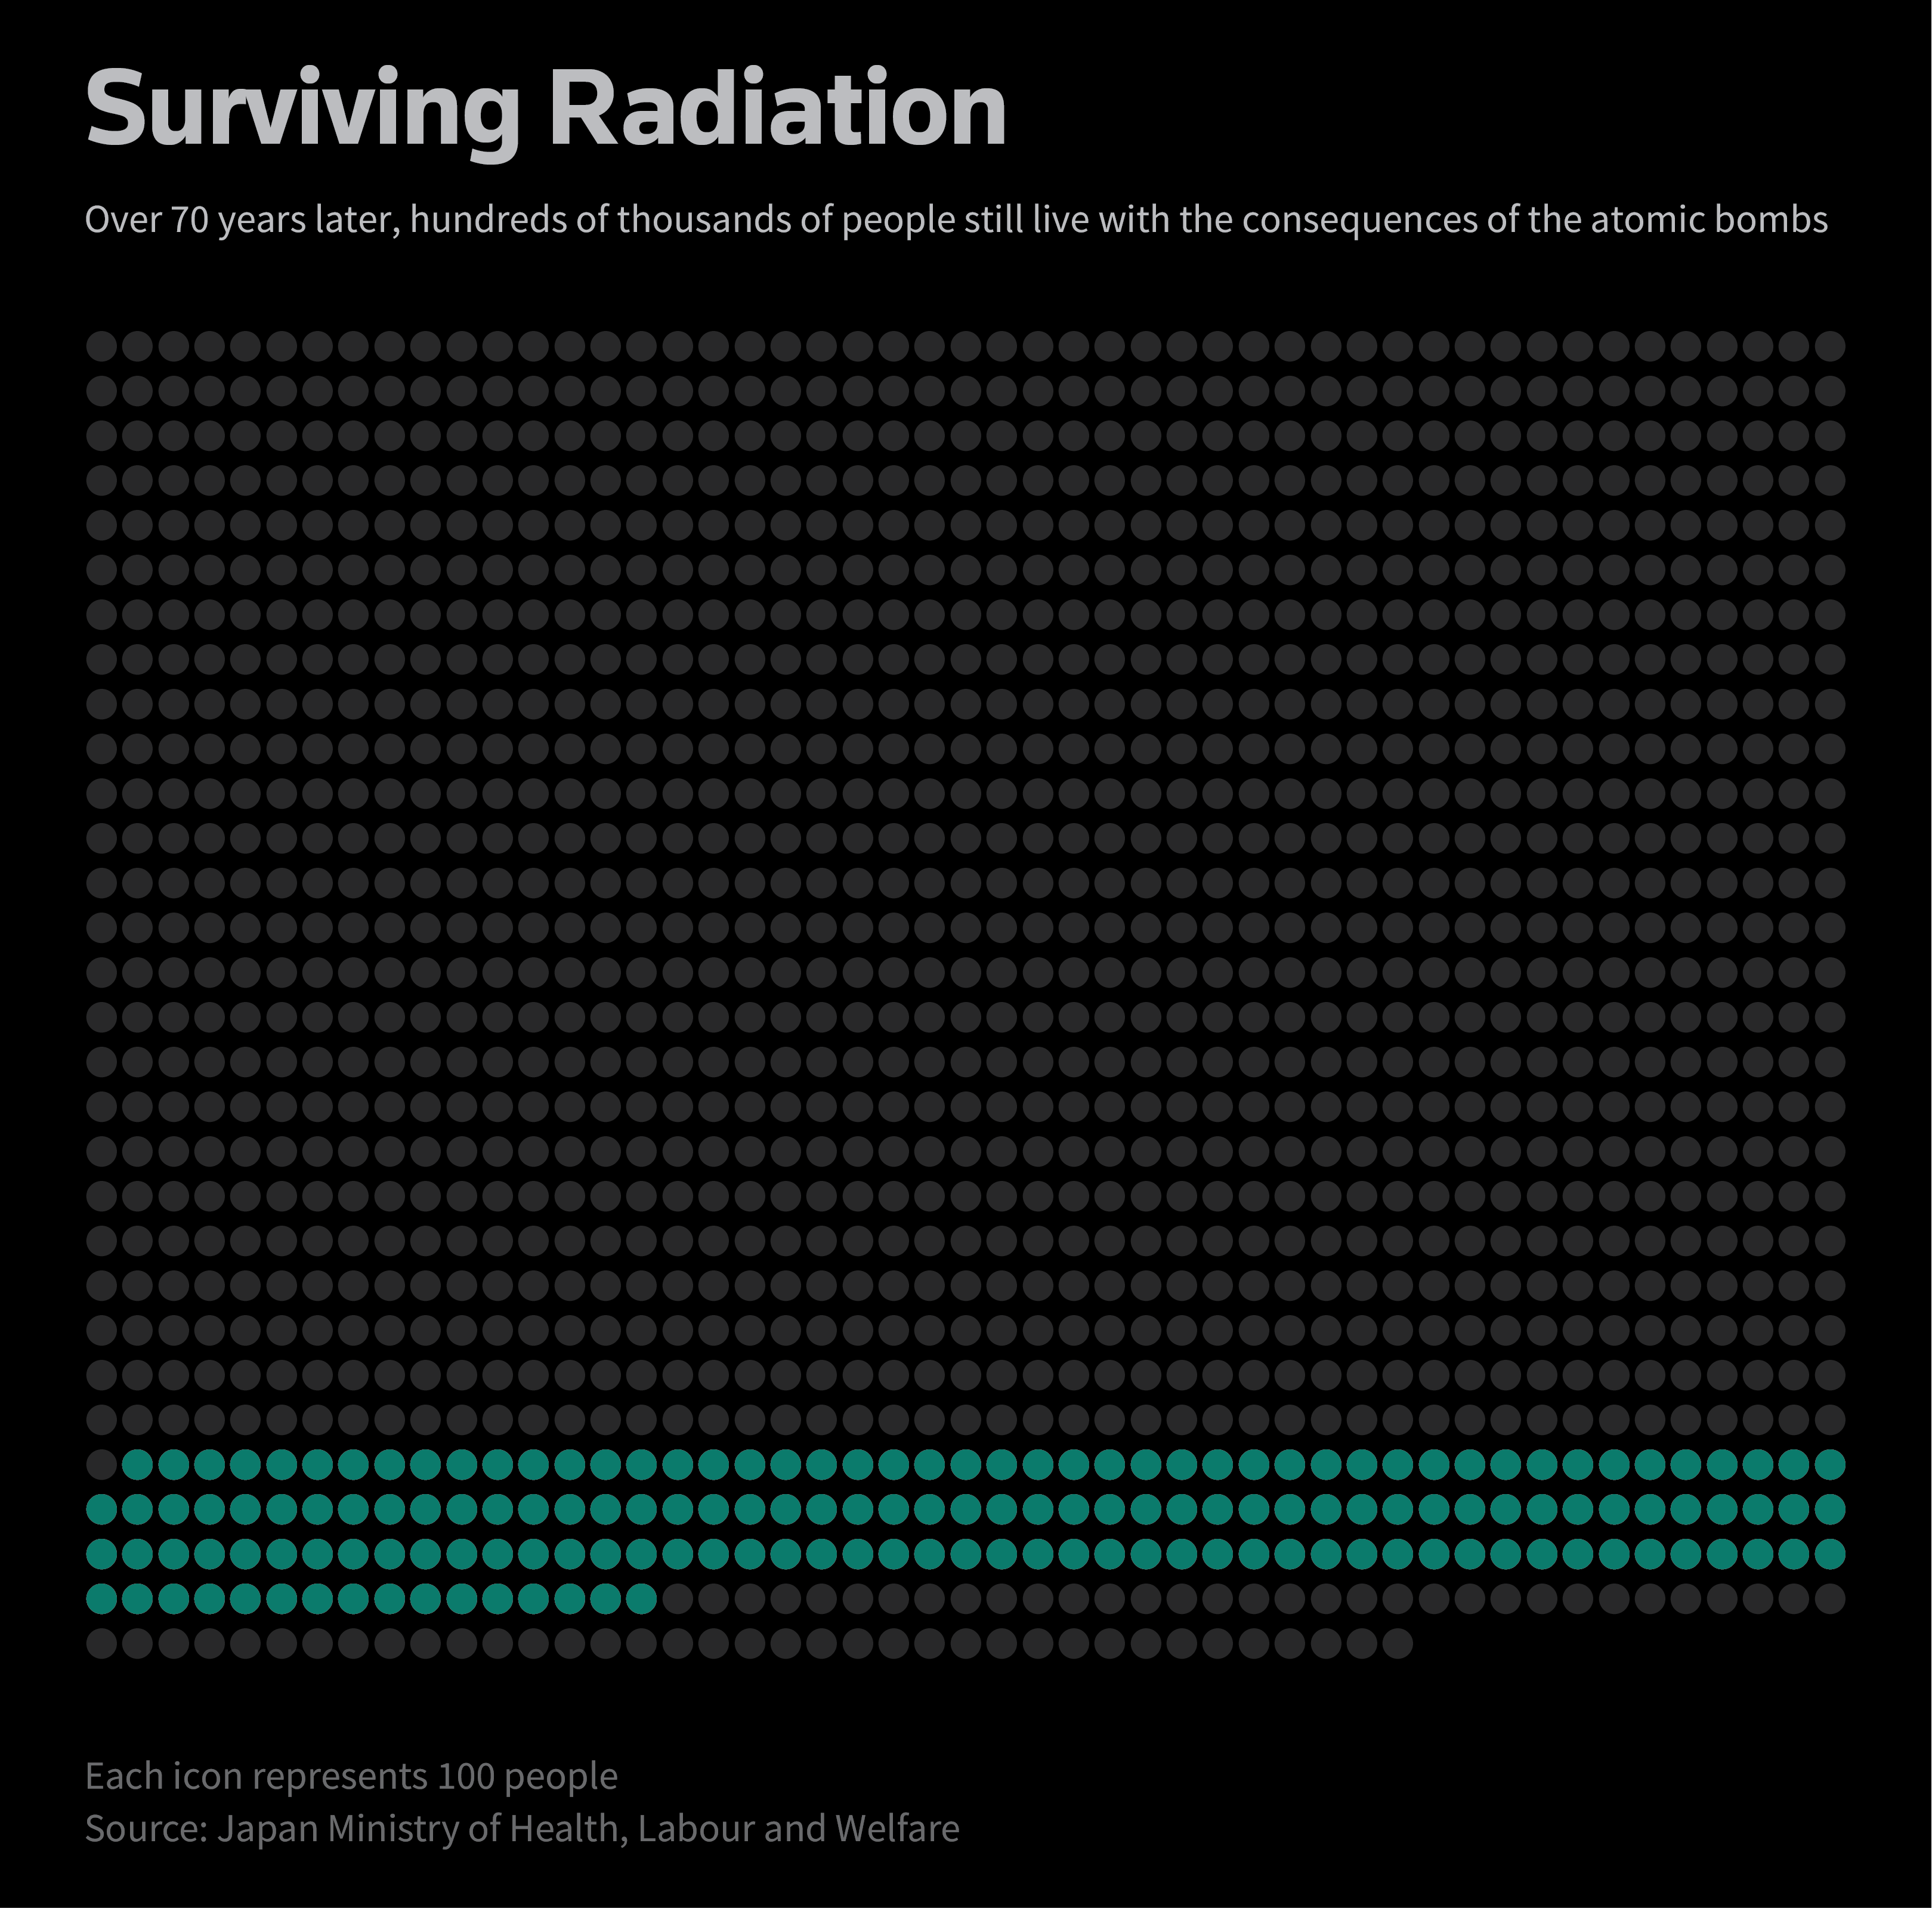 Surviving Radiation
Over 70 years later, hundreds of thousands of people still live with the consequences of the atomic bombs
Each icon represents 100 people
Source: Japan Ministry of Health, Labour and Welfare